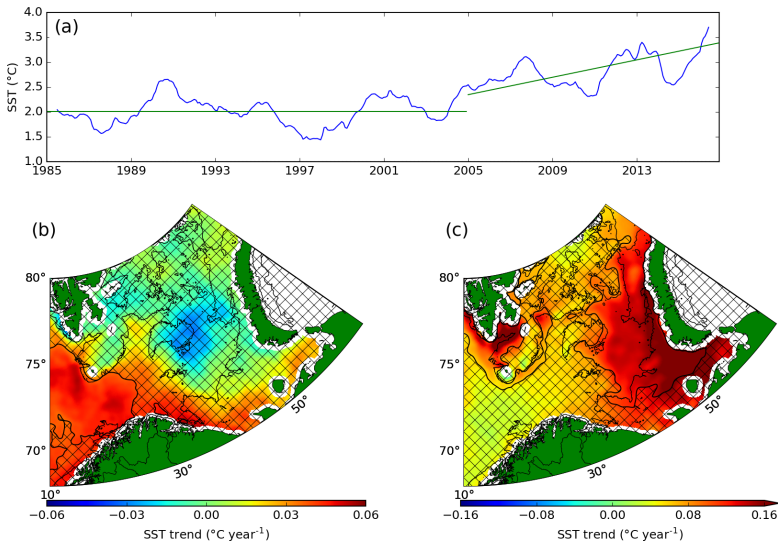 (a)
SST (°C)
4.0
3.5
3.0
2.5
2.0
1.5
1.0
1985 1989 1993 1997 2001 2005 2009 2013
(b)
80°
75°
70°
10°
30°
50°
−0.06 −0.03 0.00 0.03 0.06
SST trend (°C year⁻¹)
(c)
80°
75°
70°
10°
30°
50°
−0.16 −0.08 0.00 0.08 0.16
SST trend (°C year⁻¹)